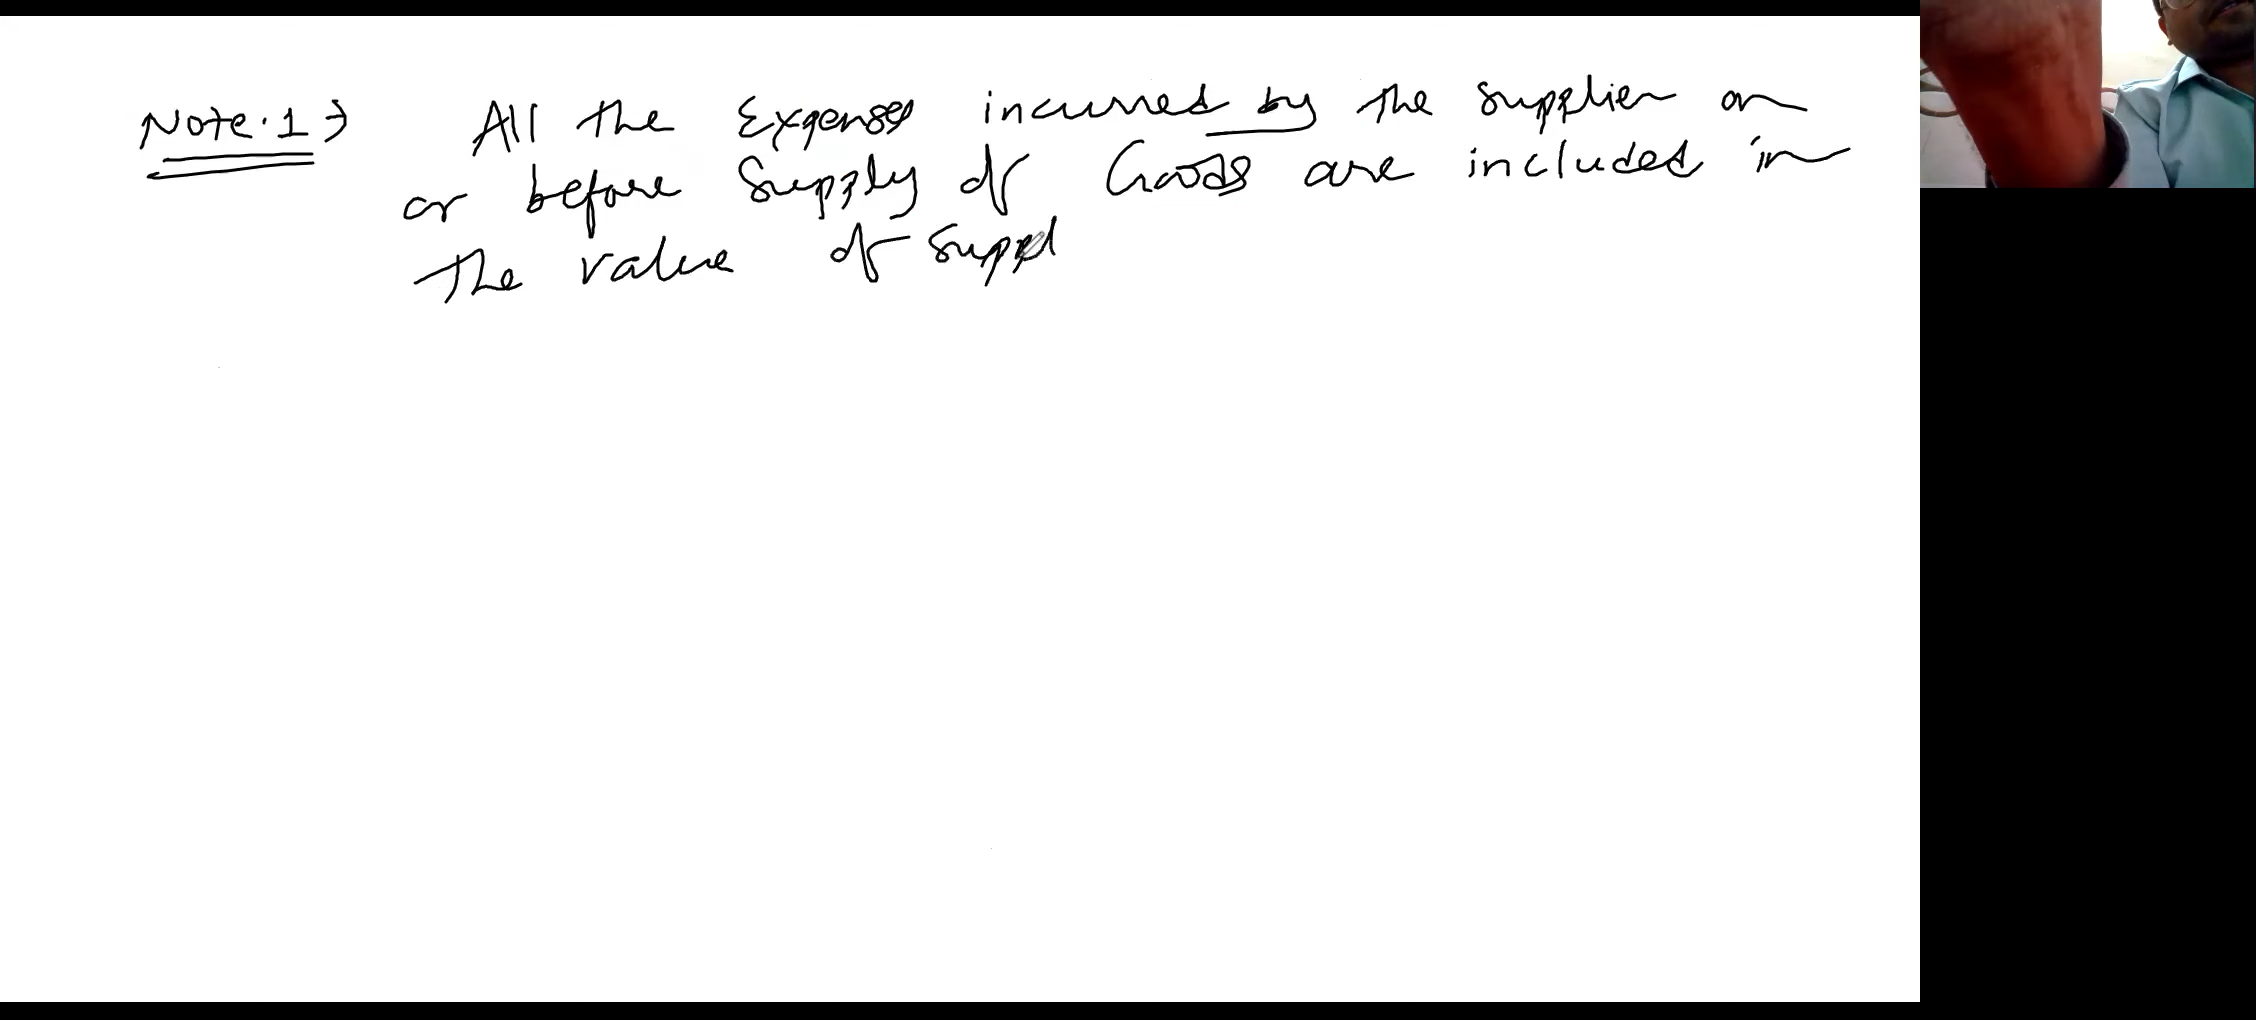 Note.1→ All the Expenses incurred by the supplier on
or before Supply of Goods are included in
the value of Suppl